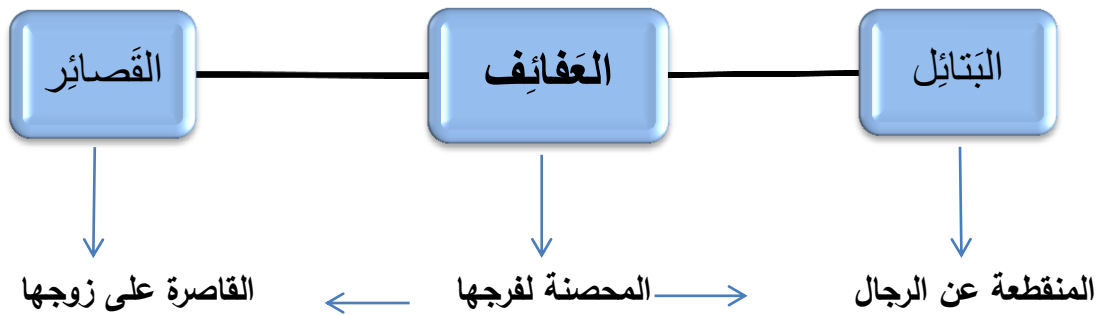 البَتائِل العَفائِف القَصائِر
المنقطعة عن الرجال المحصنة لفرجها القاصرة على زوجها